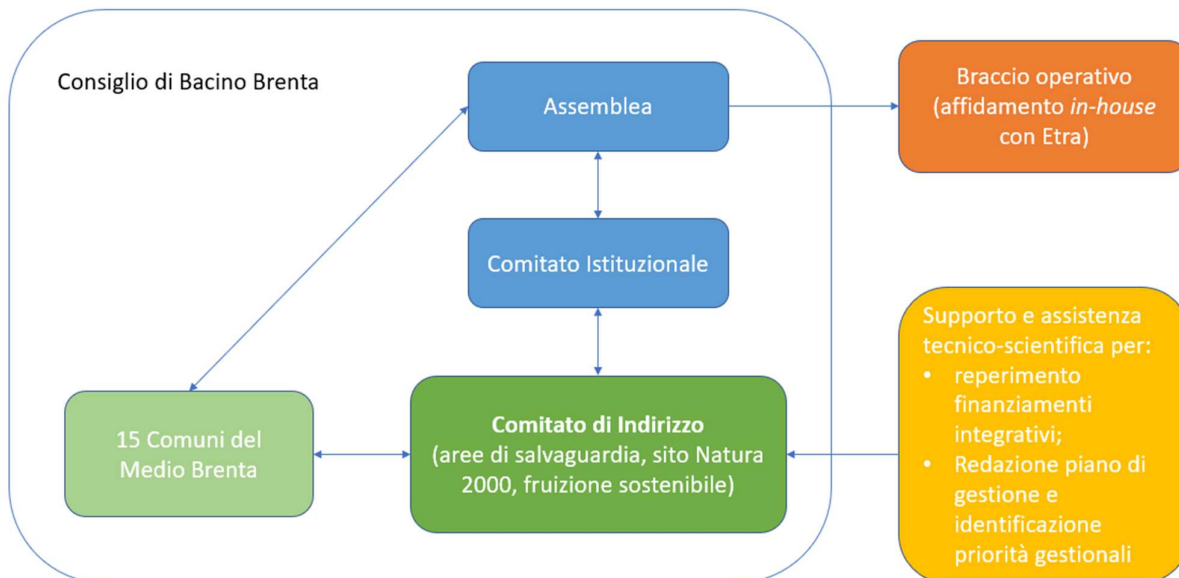 Consiglio di Bacino Brenta
Assemblea
Braccio operativo
(affidamento in-house
con Etra)
Comitato Istituzionale
Supporto e assistenza
tecnico-scientifica per:
• reperimento
finanziamenti
integrativi;
• Redazione piano di
gestione e
identificazione
priorità gestionali
15 Comuni del
Medio Brenta
Comitato di Indirizzo
(aree di salvaguardia, sito Natura
2000, fruizione sostenibile)